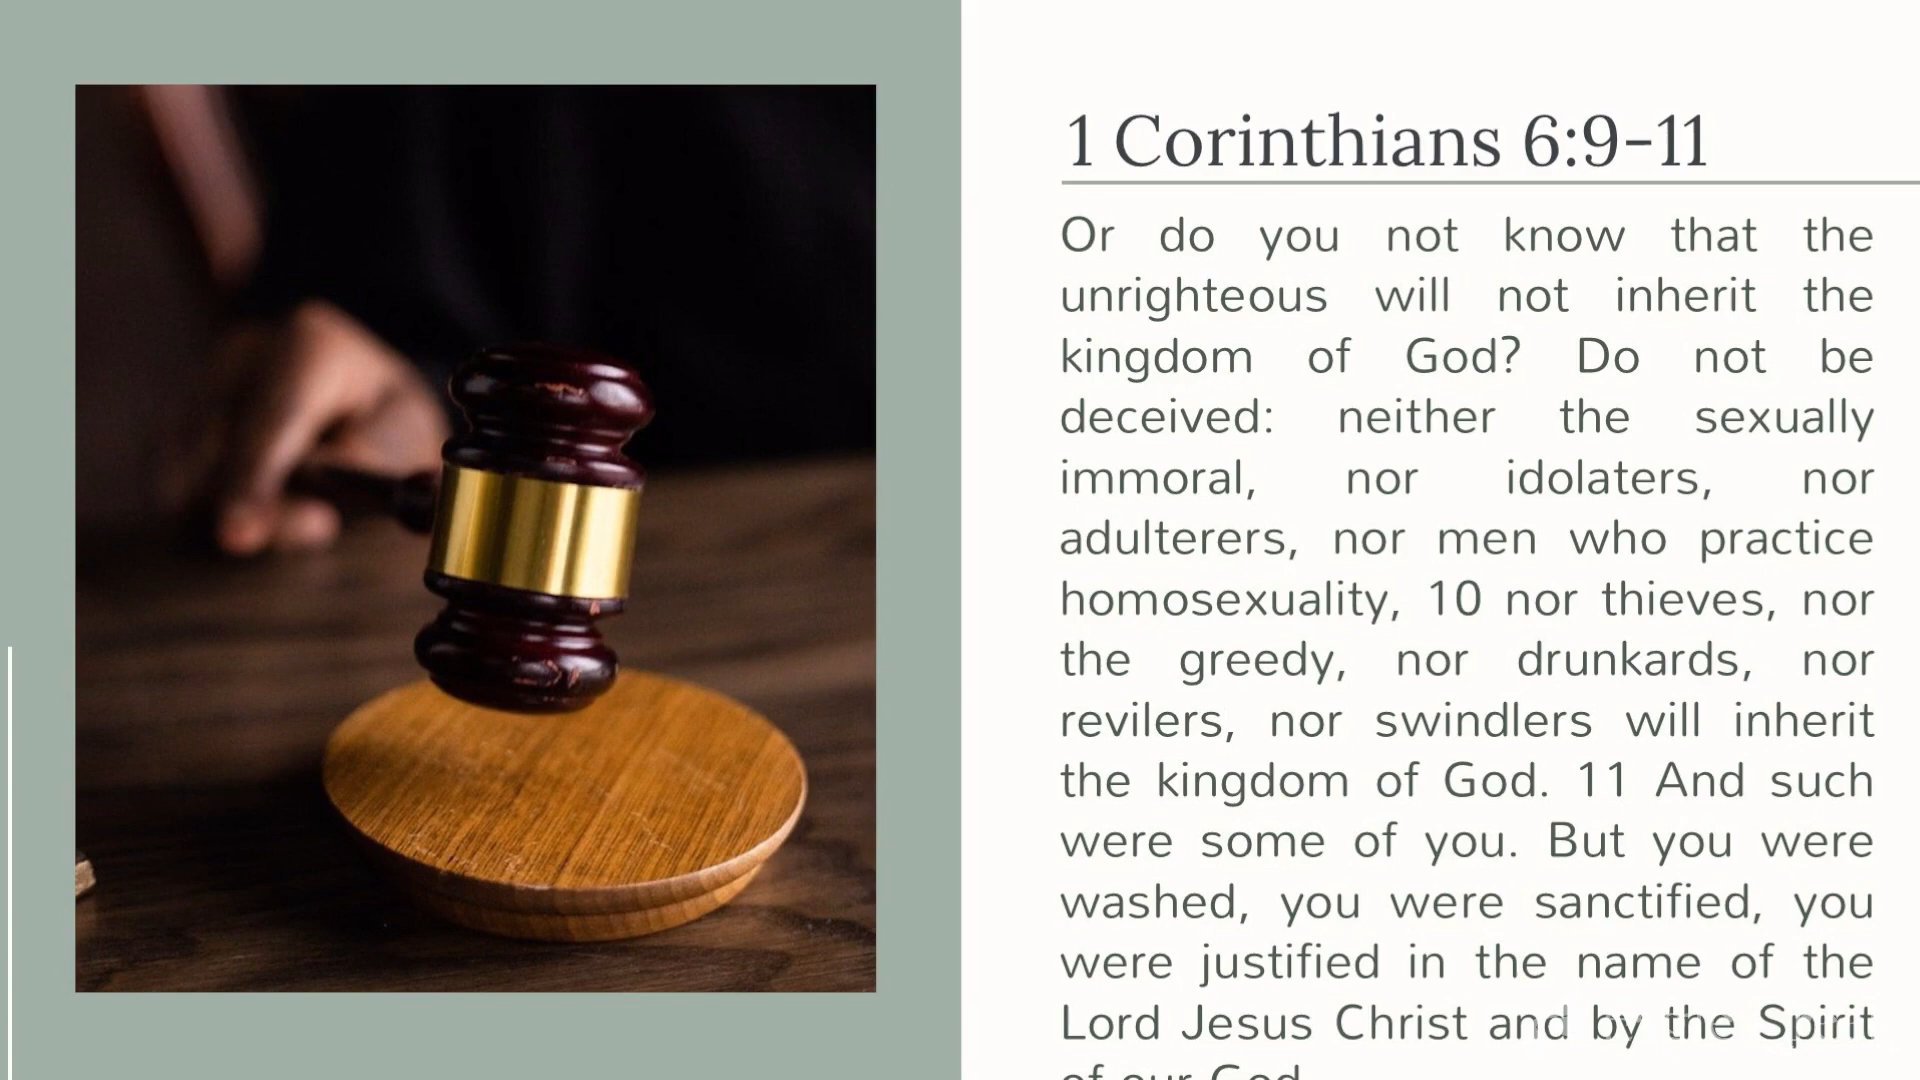 1 Corinthians 6:9-11
Or do you not know that the
unrighteous will not inherit the
kingdom of God? Do not be
deceived: neither the sexually
immoral, nor idolaters, nor
adulterers, nor men who practice
homosexuality, 10 nor thieves, nor
the greedy, nor drunkards, nor
revilers, nor swindlers will inherit
the kingdom of God. 11 And such
were some of you. But you were
washed, you were sanctified, you
were justified in the name of the
Lord Jesus Christ and by the Spirit
of our God